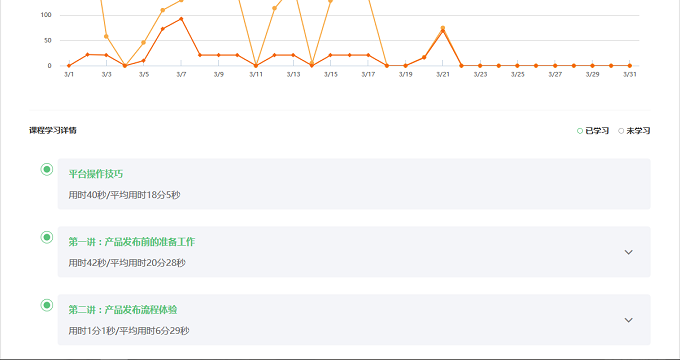 100
50
0
3/1 3/3 3/5 3/7 3/9 3/11 3/13 3/15 3/17 3/19 3/21 3/23 3/25 3/27 3/29 3/31
课程学习详情 已学习 未学习
平台操作技巧
用时40秒/平均用时18分5秒
第一讲：产品发布前的准备工作
用时42秒/平均用时20分28秒
第二讲：产品发布流程体验
用时1分1秒/平均用时6分29秒